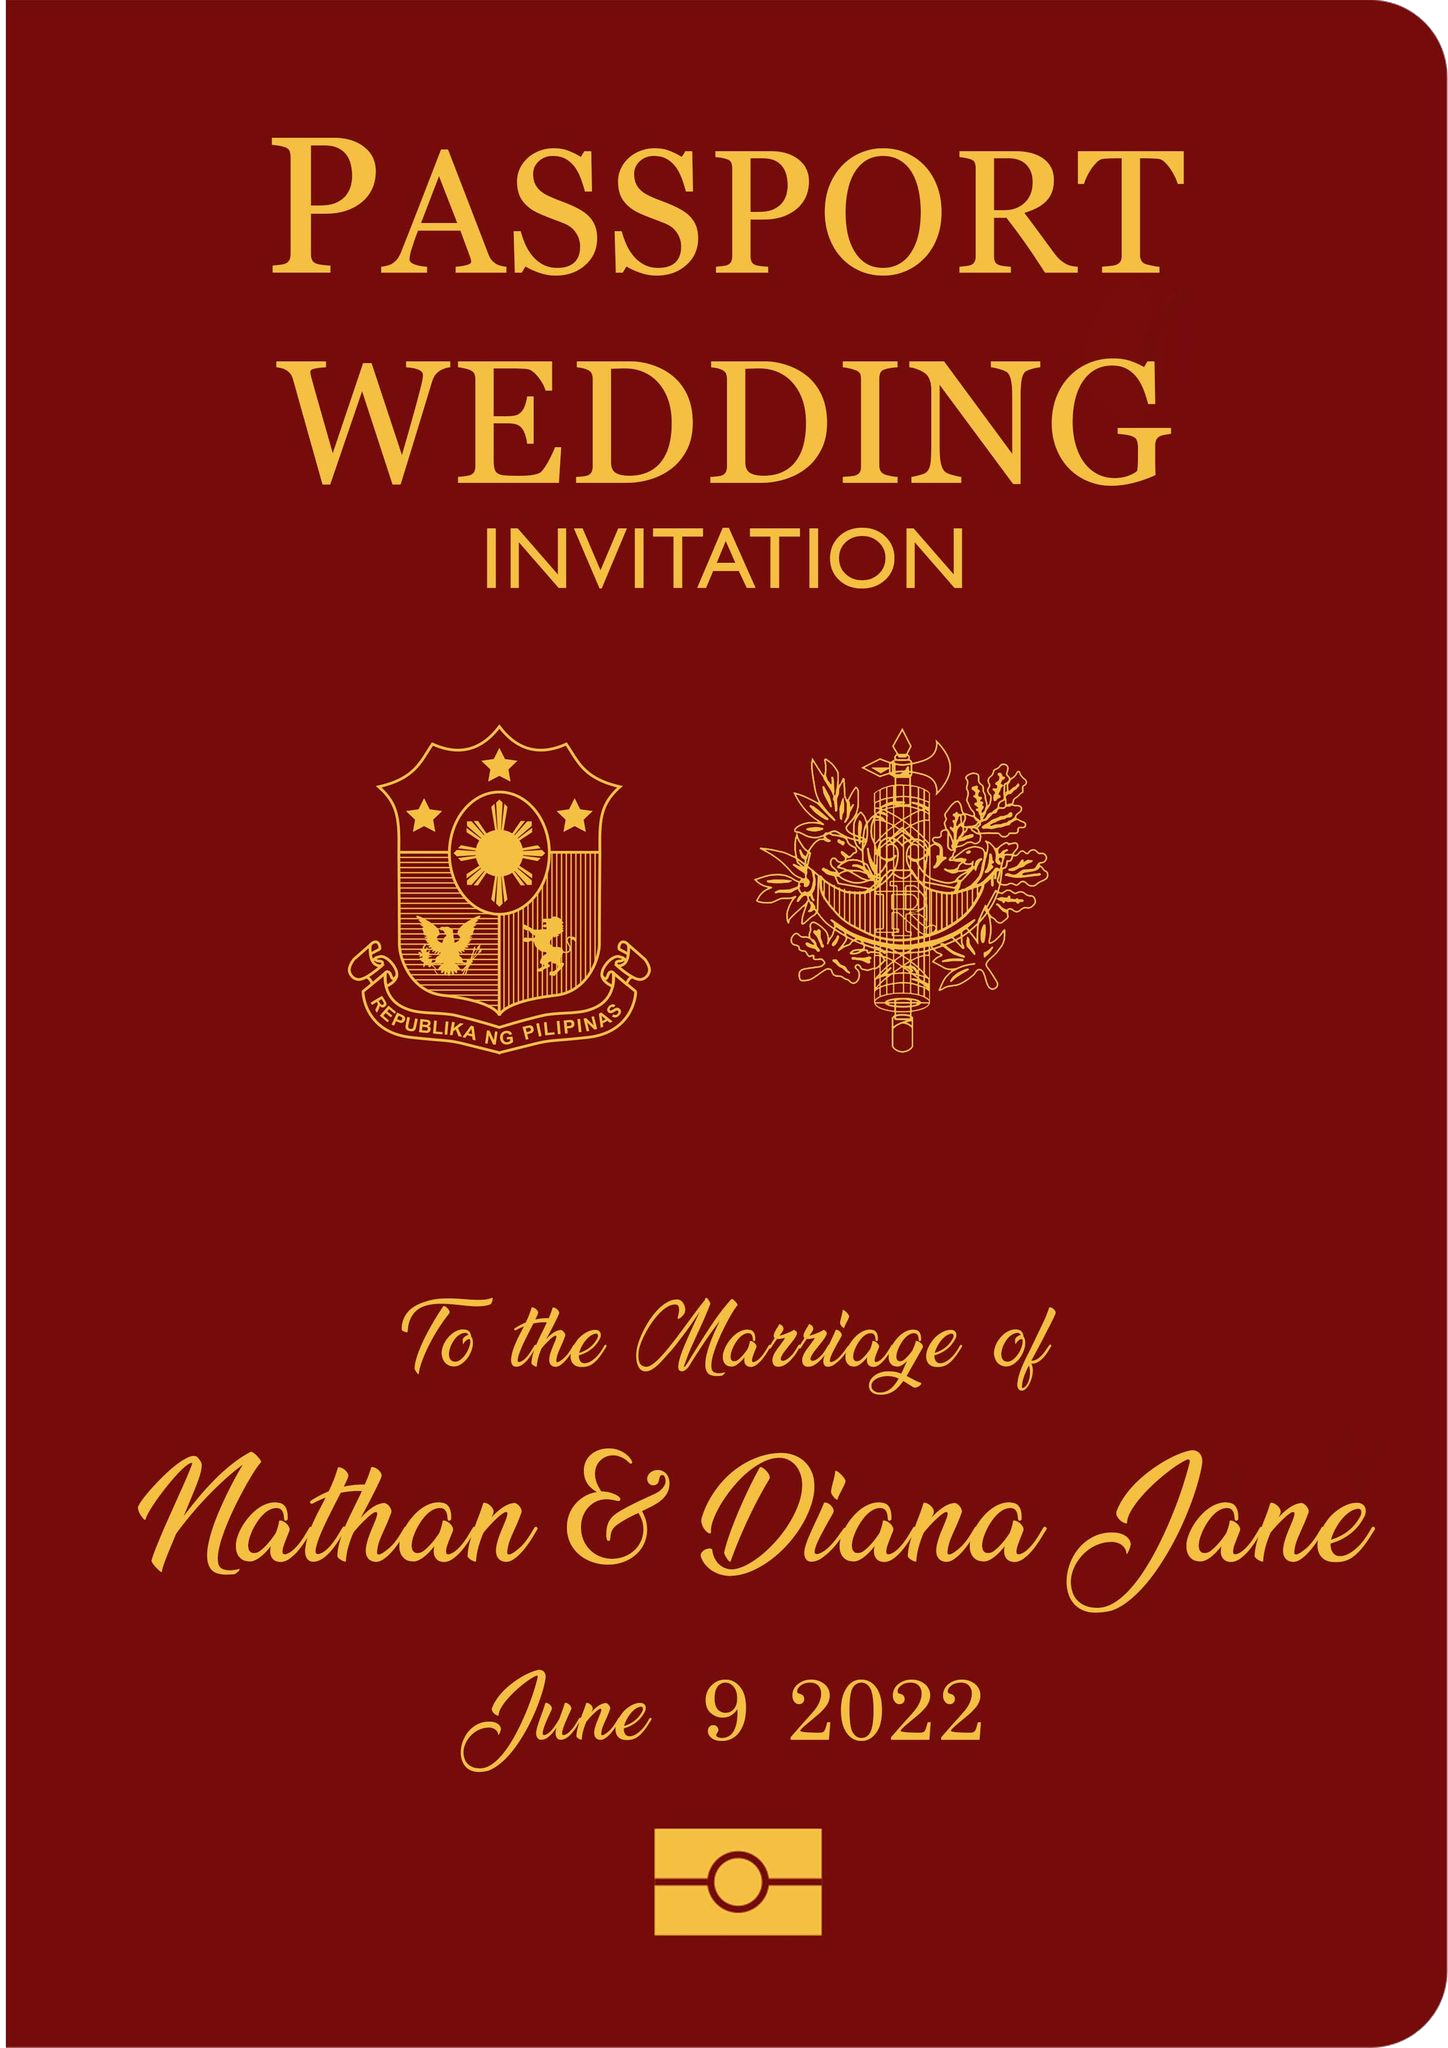 PASSPORT
WEDDING
INVITATION
REPUBLIKA NG PILIPINAS
To the Marriage of
Nathan & Diana Jane
June 9 2022